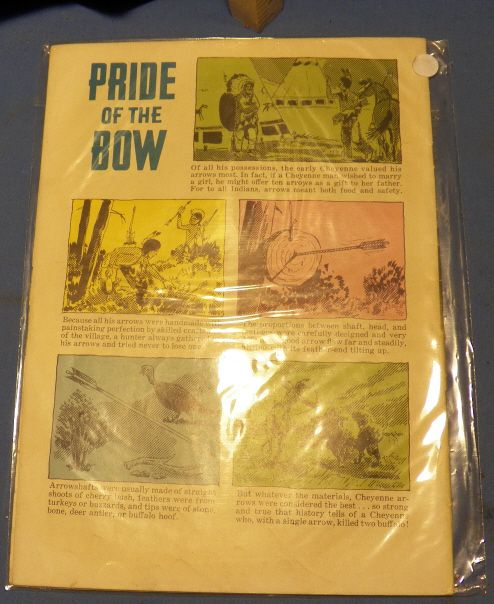 PRIDE
OF THE
BOW
Of all his possessions, the early Cheyenne valued his
arrows most. In fact, if a Cheyenne man wished to marry
a girl, he might offer ten arrows as a gift to her father.
For to all Indians, arrows meant both food and safety.
Because all his arrows were handmade with
painstaking perfection by skilled
of the village, a hunter always
his arrows and tried never to lose one
The proportions between shaft, head, and
were carefully designed and very
good arrow flew far and steadily,
its feather-end tilting up.
Arrowshafts were usually made of straight
shoots of cherry bush, feathers were from
turkeys or buzzards, and tips were of stone,
bone, deer antler, or buffalo hoof.
But whatever the materials, Cheyenne ar-
rows were considered the best . . . so strong
and true that history tells of a Cheyenne
who, with a single arrow, killed two buffalo!